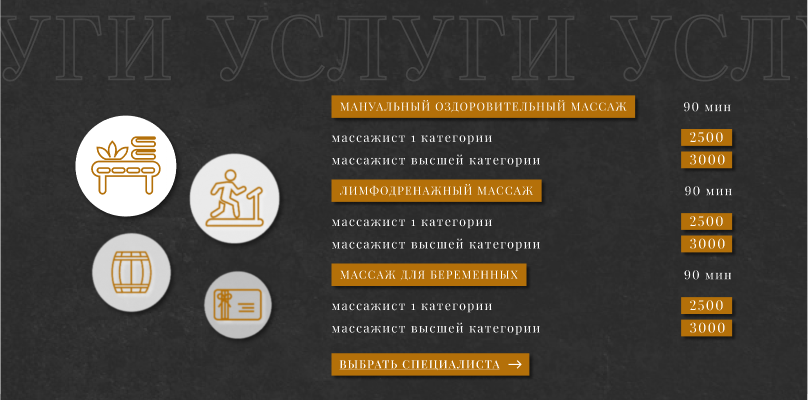 УГИ УСЛУГИ УСЛ
МАНУАЛЬНЫЙ ОЗДОРОВИТЕЛЬНЫЙ МАССАЖ 90 мин
массажист 1 категории 2500
массажист высшей категории 3000
ЛИМФОДРЕНАЖНЫЙ МАССАЖ 90 мин
массажист 1 категории 2500
массажист высшей категории 3000
МАССАЖ ДЛЯ БЕРЕМЕННЫХ 90 мин
массажист 1 категории 2500
массажист высшей категории 3000
ВЫБРАТЬ СПЕЦИАЛИСТА →